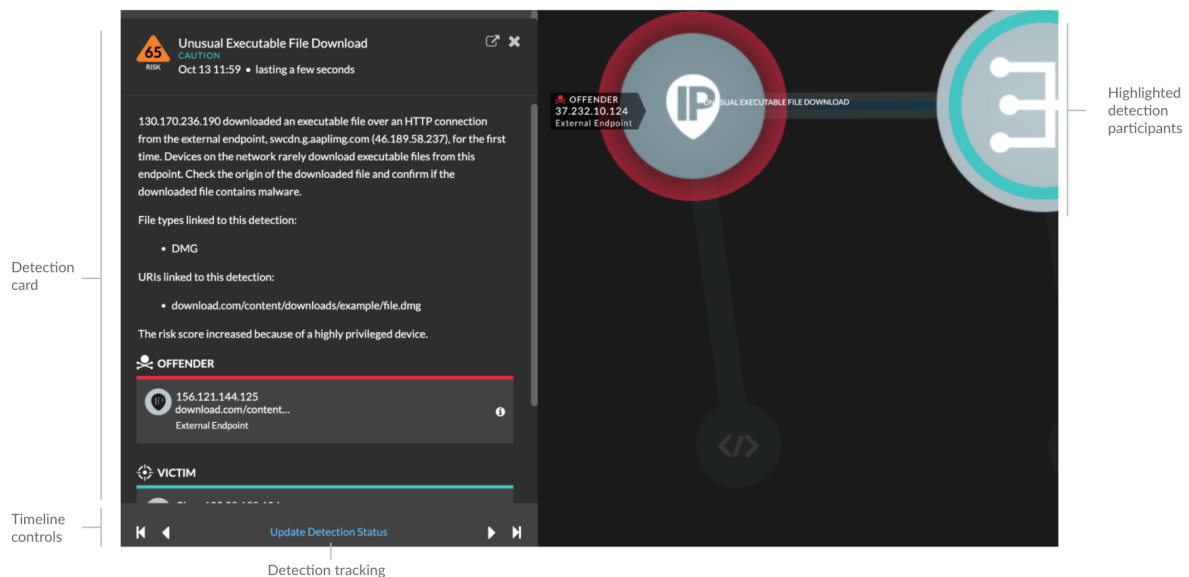 65
RISK
Unusual Executable File Download
CAUTION
Oct 13 11:59 • lasting a few seconds
130.170.236.190 downloaded an executable file over an HTTP connection
from the external endpoint, swcdn.g.aaplimg.com (46.189.58.237), for the first
time. Devices on the network rarely download executable files from this
endpoint. Check the origin of the downloaded file and confirm if the
downloaded file contains malware.
File types linked to this detection:
• DMG
URIs linked to this detection:
• download.com/content/downloads/example/file.dmg
The risk score increased because of a highly privileged device.
OFFENDER
IP
156.121.144.125
download.com/content...
External Endpoint
VICTIM
Update Detection Status
OFFENDER
37.232.10.124
External Endpoint
IP
EXECUTABLE FILE DOWNLOAD
</> 
Detection
card
Timeline
controls
Detection tracking
Highlighted
detection
participants